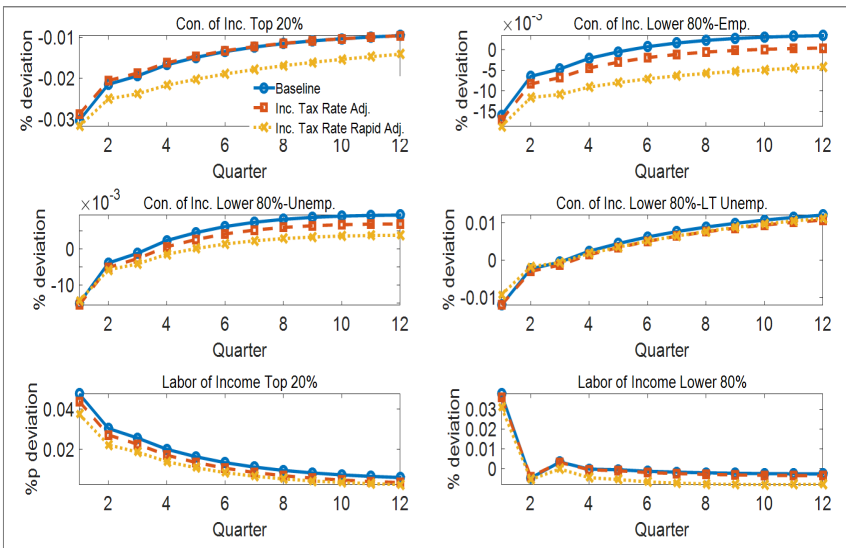 Con. of Inc. Top 20%
% deviation
-0.01
-0.02
-0.03
Baseline
Inc. Tax Rate Adj.
Inc. Tax Rate Rapid Adj.
2 4 6 8 10 12
Quarter
×10-3
Con. of Inc. Lower 80%-Emp.
% deviation
0
-5
-10
-15
2 4 6 8 10 12
Quarter
×10-3
Con. of Inc. Lower 80%-Unemp.
% deviation
0
-10
2 4 6 8 10 12
Quarter
Con. of Inc. Lower 80%-LT Unemp.
% deviation
0.01
0
-0.01
2 4 6 8 10 12
Quarter
Labor of Income Top 20%
%p deviation
0.04
0.02
2 4 6 8 10 12
Quarter
Labor of Income Lower 80%
% deviation
0.03
0.02
0.01
0
2 4 6 8 10 12
Quarter